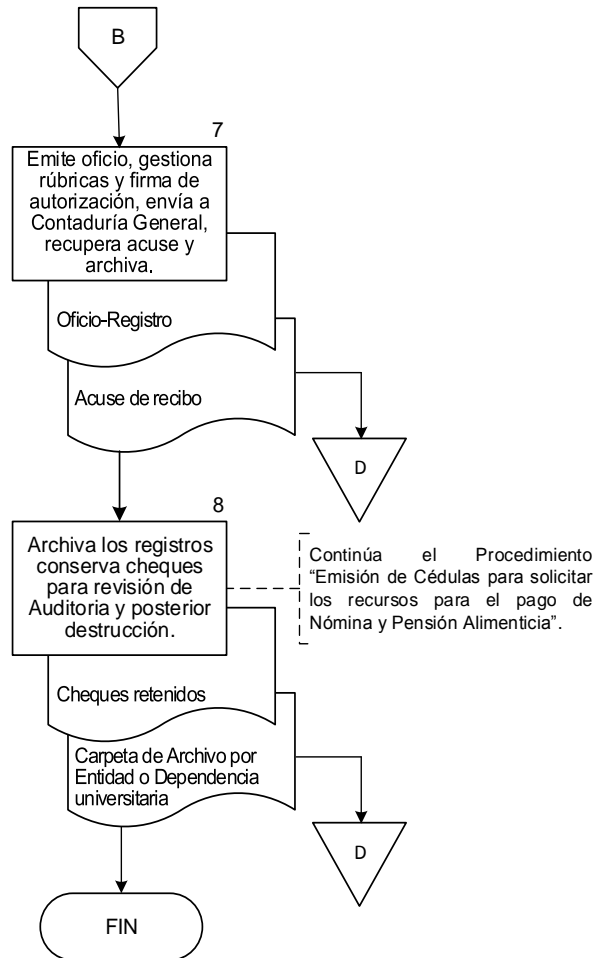 B
7
Emite oficio, gestiona
rúbricas y firma de
autorización, envía a
Contaduría General,
recupera acuse y
archiva.
Oficio-Registro
Acuse de recibo
D
8
Archiva los registros
conserva cheques
para revisión de
Auditoria y posterior
destrucción.
Continúa el Procedimiento
“Emisión de Cédulas para solicitar
los recursos para el pago de
Nómina y Pensión Alimenticia”.
Cheques retenidos
Carpeta de Archivo por
Entidad o Dependencia
universitaria
D
FIN